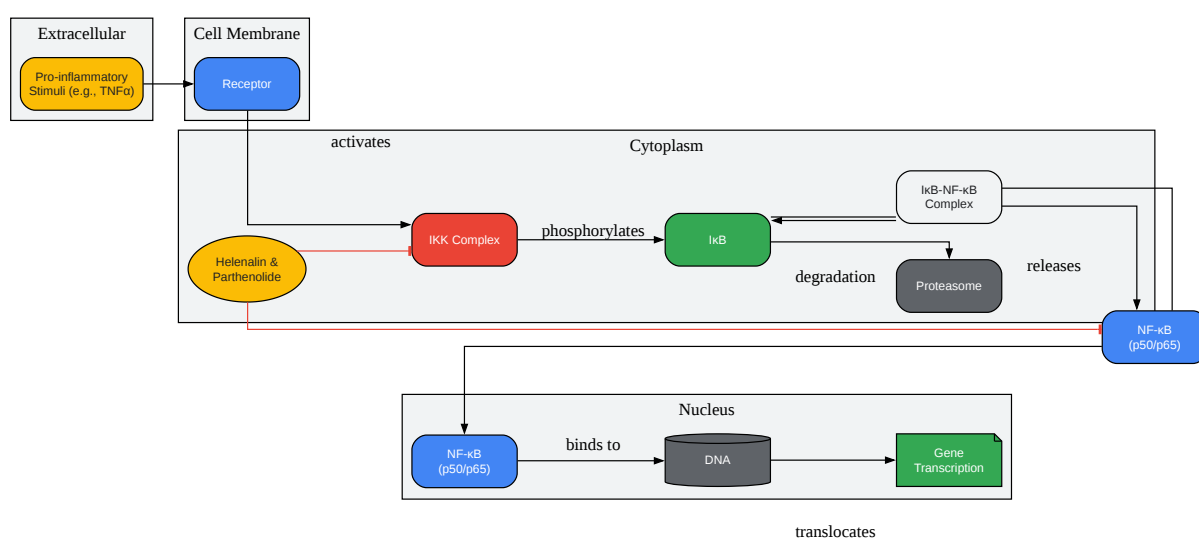 Extracellular
Cell Membrane
Pro-inflammatory
Stimuli (e.g., TNFα)
Receptor
activates
Cytoplasm
IκB-NF-κB
Complex
IKK Complex
phosphorylates
IκB
Helenalin &
Parthenolide
degradation
Proteasome
releases
NF-κB
(p50/p65)
Nucleus
NF-κB
(p50/p65)
binds to
DNA
Gene
Transcription
translocates